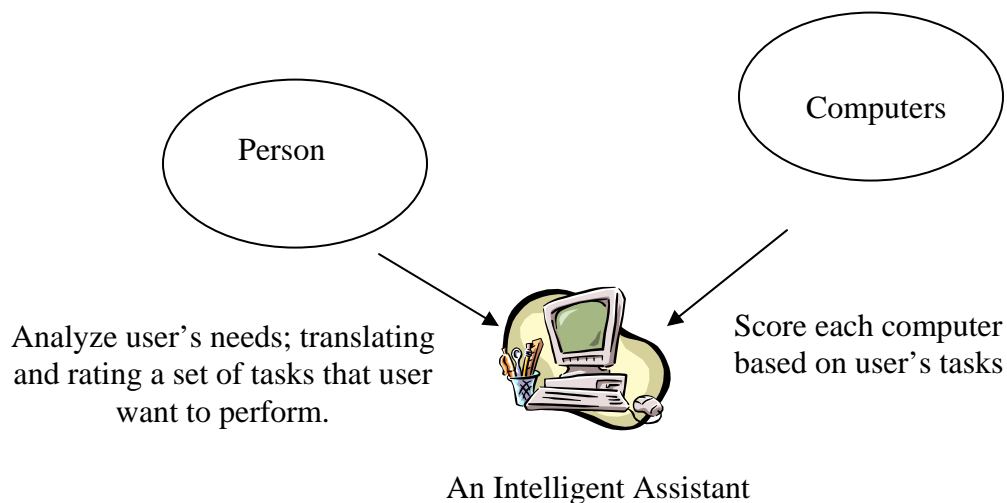 Computers
Person
Analyze user’s needs; translating
and rating a set of tasks that user
want to perform.
Score each computer
based on user’s tasks
An Intelligent Assistant